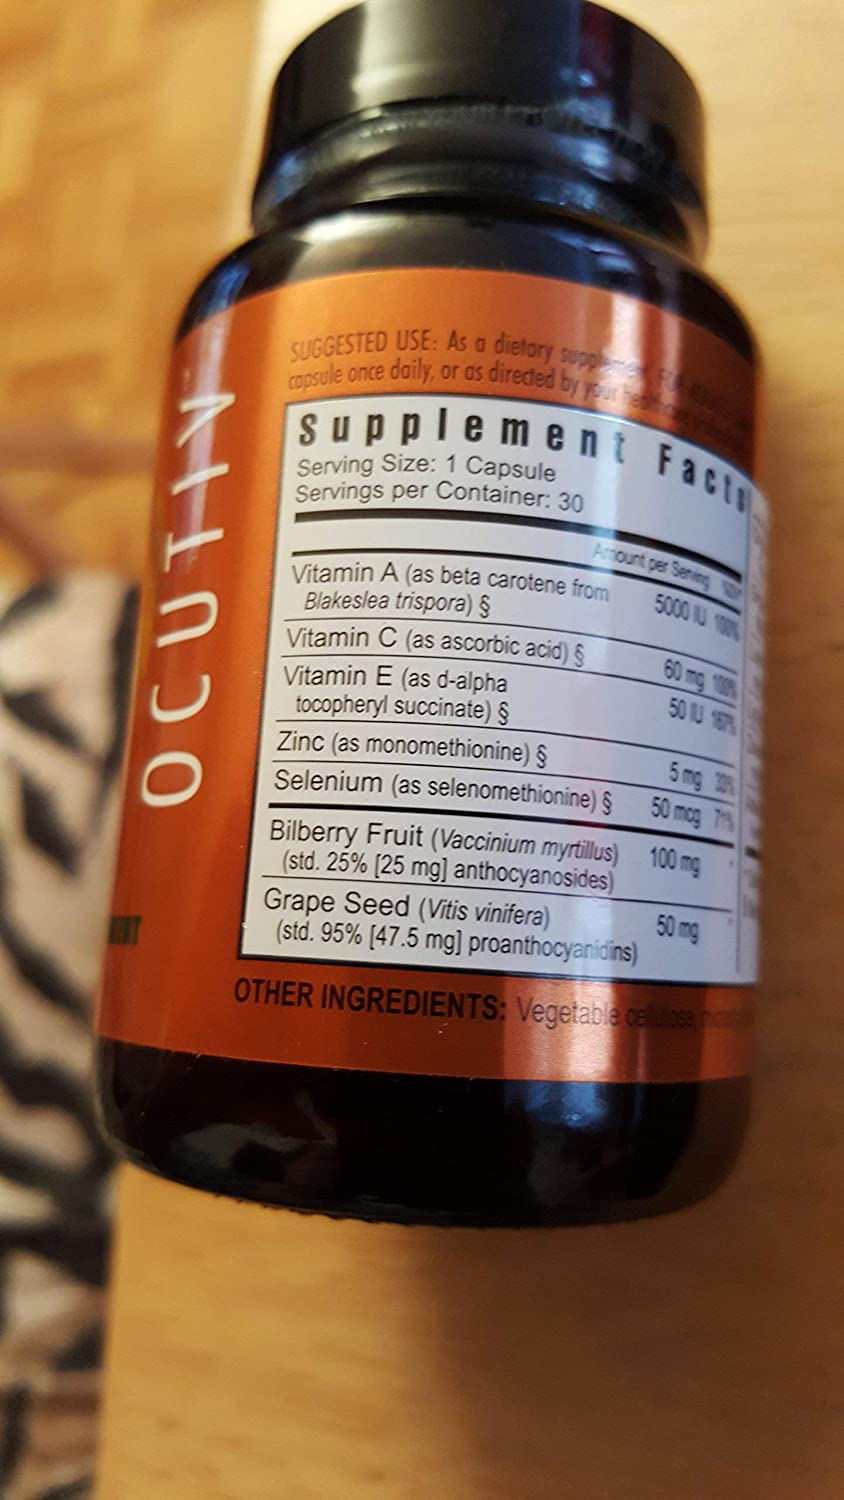 OCUTIV
SUGGESTED USE: As a dietary supplement,
capsule once daily, or as directed by your healthcare
Supplement Facts
Serving Size: 1 Capsule
Servings per Container: 30
Amount per Serving
Vitamin A (as beta carotene from
Blakeslea trispora) § 5000 IU 100%
Vitamin C (as ascorbic acid) § 60 mg 100%
Vitamin E (as d-alpha
tocopheryl succinate) § 50 IU 167%
Zinc (as monomethionine) § 5 mg 33%
Selenium (as selenomethionine) § 50 mcg 71%
Bilberry Fruit (Vaccinium myrtillus) 100 mg *
(std. 25% [25 mg] anthocyanosides)
Grape Seed (Vitis vinifera) 50 mg *
(std. 95% [47.5 mg] proanthocyanidins)
OTHER INGREDIENTS: Vegetable cellulose,